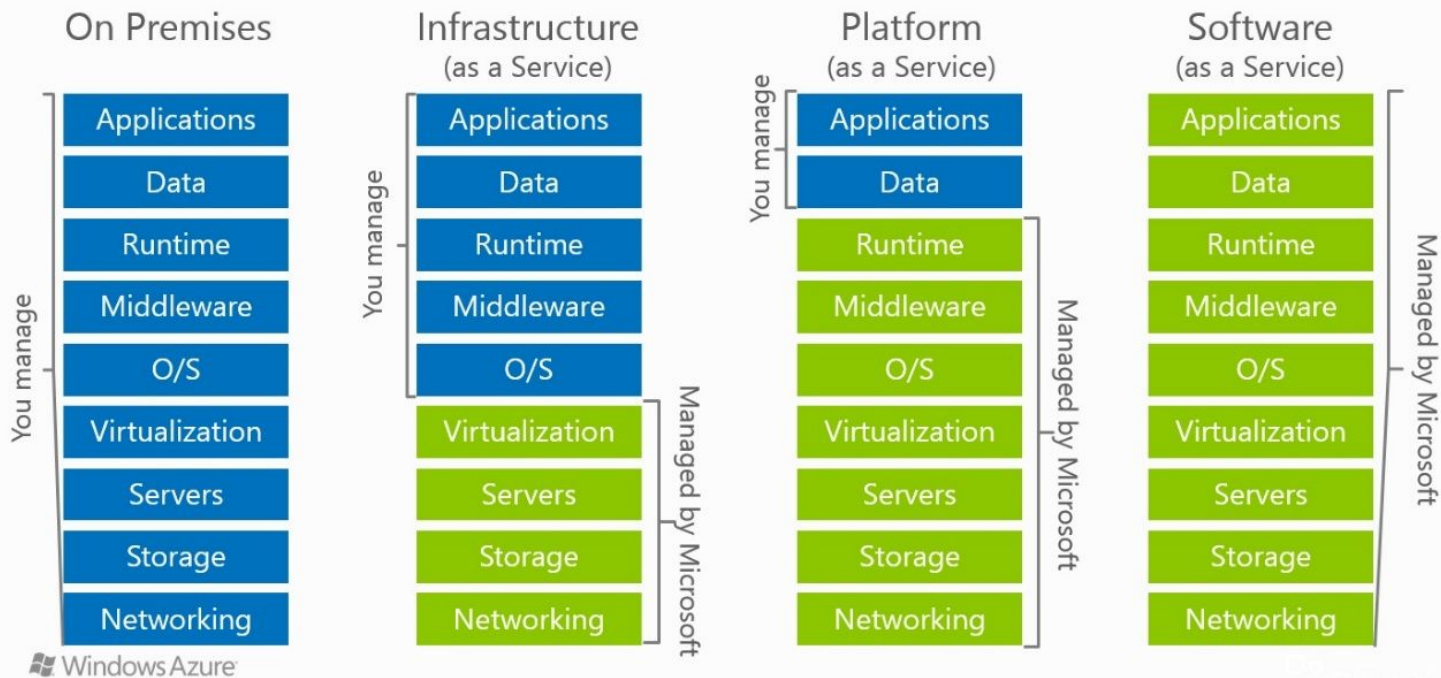 On Premises
Infrastructure
(as a Service)
Platform
(as a Service)
Software
(as a Service)
You manage
Applications
Data
Runtime
Middleware
O/S
Virtualization
Servers
Storage
Networking
You manage
Applications
Data
Runtime
Middleware
O/S
Virtualization
Servers
Storage
Networking
Managed by Microsoft
You manage
Applications
Data
Runtime
Middleware
O/S
Virtualization
Servers
Storage
Networking
Managed by Microsoft
Applications
Data
Runtime
Middleware
O/S
Virtualization
Servers
Storage
Networking
Managed by Microsoft
Windows Azure